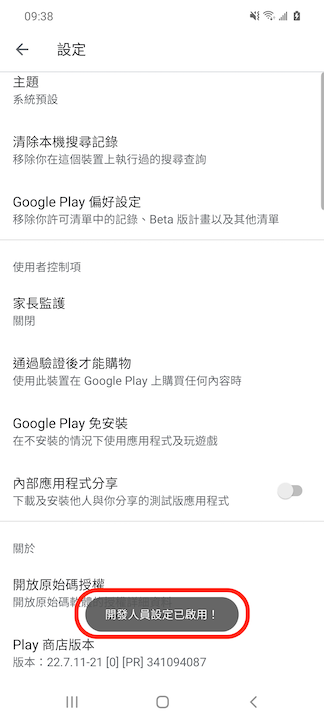 09:38
設定
主題
系統預設
清除本機搜尋記錄
移除你在這個裝置上執行過的搜尋查詢
Google Play 偏好設定
移除你許可清單中的記錄、Beta 版計畫以及其他清單
使用者控制項
家長監護
關閉
通過驗證後才能購物
使用此裝置在 Google Play 上購買任何內容時
Google Play 免安裝
在不安裝的情況下使用應用程式及玩遊戲
內部應用程式分享
下載及安裝他人與你分享的測試版應用程式
關於
開放原始碼授權
開放原始碼軟體的
開發人員設定已啟用！
Play 商店版本
版本：22.7.11-21 [0] [PR] 341094087